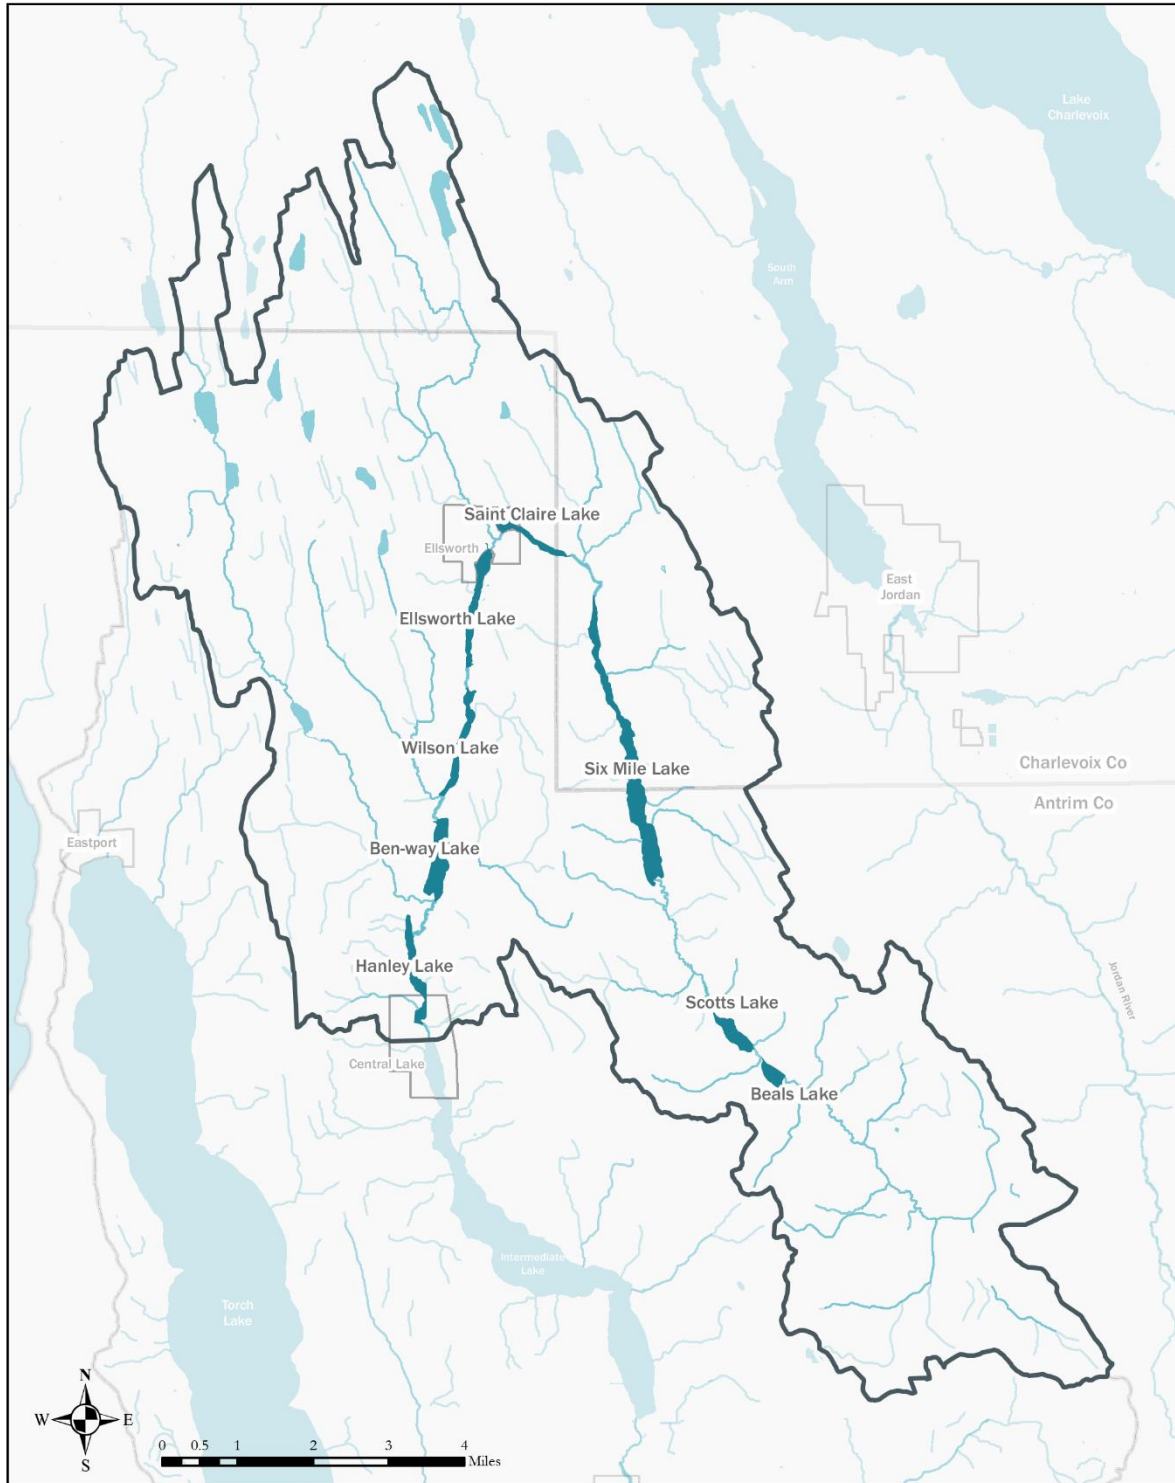 Lake
Charlevoix
South
Arm
Saint Claire Lake
Ellsworth
East
Jordan
Ellsworth Lake
Wilson Lake
Six Mile Lake
Charlevoix Co
Antrim Co
Eastport
Ben-way Lake
Hanley Lake
Jordan River
Scotts Lake
Central Lake
Beals Lake
Intermediate
Lake
Torch
Lake
N
W E
S
0 0.5 1 2 3 4
Miles